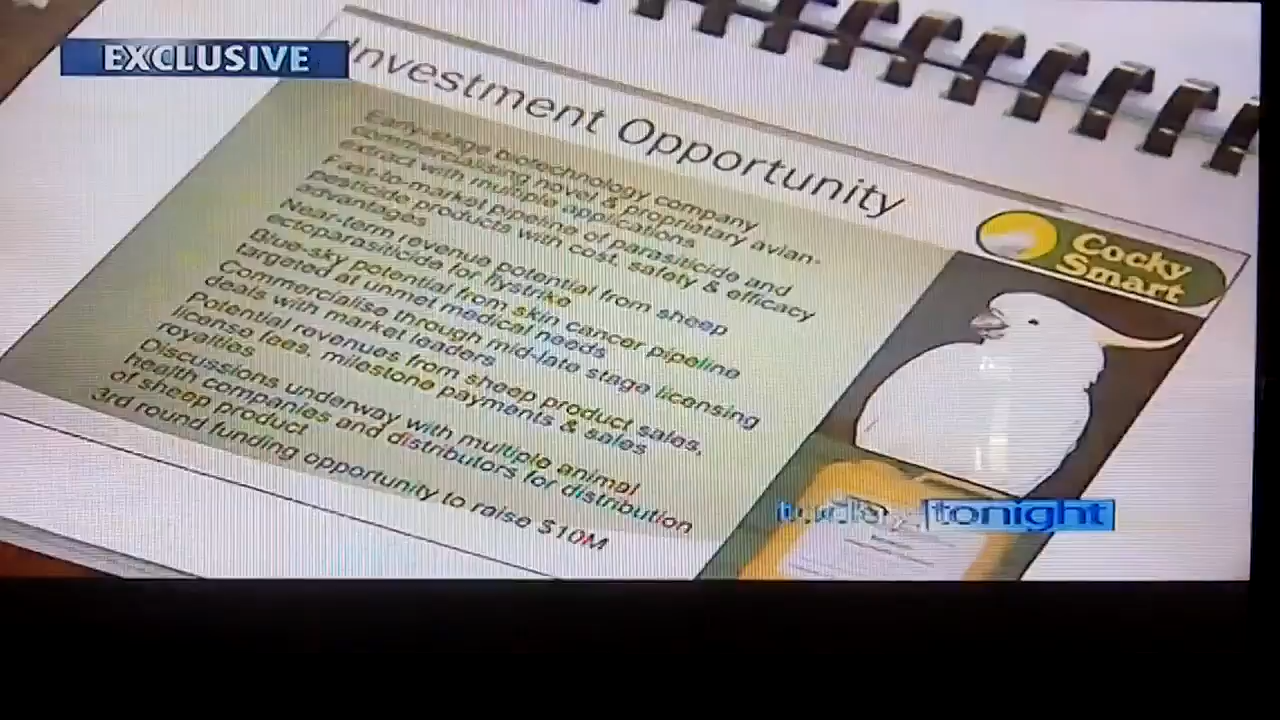 EXCLUSIVE
Investment Opportunity
Early-stage biotechnology company
commercialising novel & proprietary avian-
extract with multiple applications
Fast-to-market pipeline of parasiticide and
pesticide products with cost, safety & efficacy
advantages
Near-term revenue potential from sheep
ectoparasiticide for flystrike
Blue-sky potential from skin cancer pipeline
targeted at unmet medical needs
Commercialise through mid-late stage licensing
deals with market leaders
Potential revenues from sheep product sales,
license fees, milestone payments & sales
royalties
Discussions underway with multiple animal
health companies and distributors for distribution
of sheep product
3rd round funding opportunity to raise $10M
Cocky
Smart
today tonight